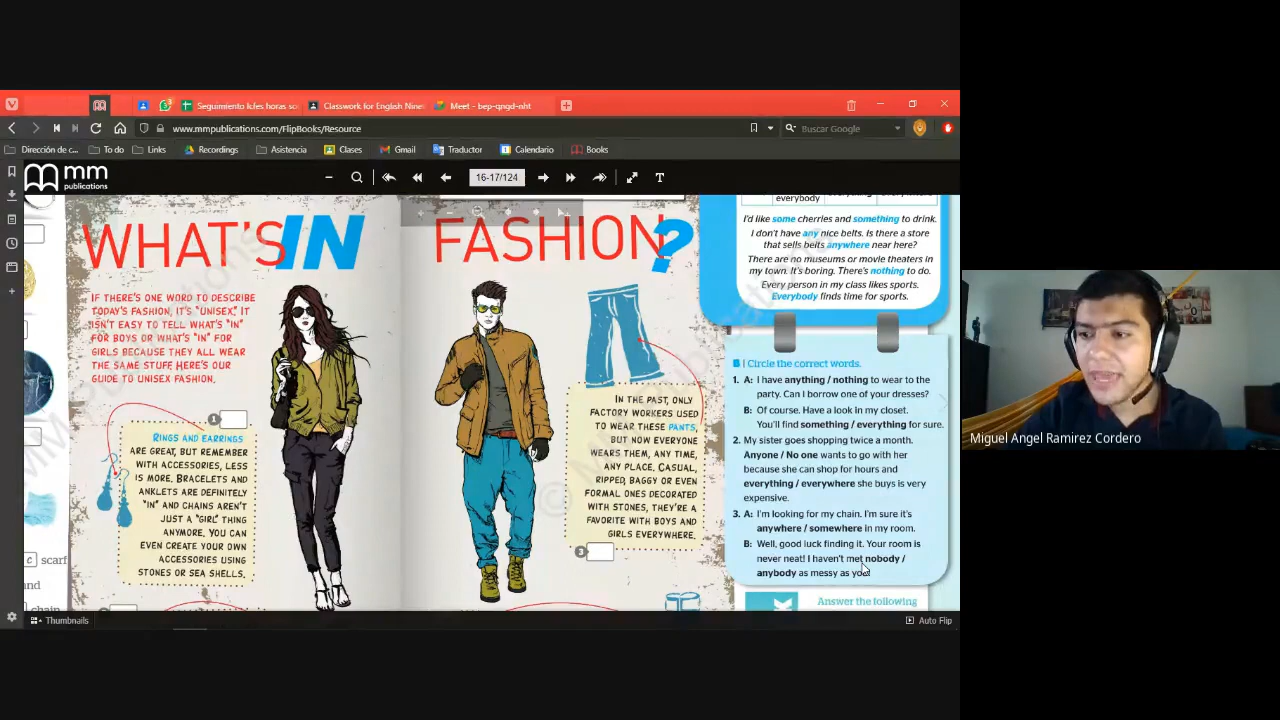 Seguimiento Icfes horas so
Classwork for English Nine
Meet – bep-qngd-nht
www.mmpublications.com/FlipBooks/Resource
Buscar Google
Dirección de c...
To do
Links
Recordings
Asistencia
Clases
Gmail
Traductor
Calendario
Books
mm
publications
16-17/124
T
WHAT'S IN FASHION?
IF THERE'S ONE WORD TO DESCRIBE
TODAY'S FASHION, IT'S "UNISEX". IT
ISN'T EASY TO TELL WHAT'S "IN"
FOR BOYS OR WHAT'S "IN" FOR
GIRLS BECAUSE THEY ALL WEAR
THE SAME STUFF. HERE'S OUR
GUIDE TO UNISEX FASHION.
1
RINGS AND EARRINGS
ARE GREAT, BUT REMEMBER
WITH ACCESSORIES, LESS
IS MORE. BRACELETS AND
ANKLETS ARE DEFINITELY
"IN" AND CHAINS AREN'T
JUST A "GIRL" THING
ANYMORE. YOU CAN
EVEN CREATE YOUR OWN
ACCESSORIES USING
STONES OR SEA SHELLS.
c scarf
and
chain
IN THE PAST, ONLY
FACTORY WORKERS USED
TO WEAR THESE PANTS,
BUT NOW EVERYONE
WEARS THEM, ANY TIME,
ANY PLACE. CASUAL,
RIPPED, BAGGY OR EVEN
FORMAL ONES DECORATED
WITH STONES, THEY'RE A
FAVORITE WITH BOYS AND
GIRLS EVERYWHERE.
3
everybody
I'd like some cherries and something to drink.
I don't have any nice belts. Is there a store
that sells belts anywhere near here?
There are no museums or movie theaters in
my town. It's boring. There's nothing to do.
Every person in my class likes sports.
Everybody finds time for sports.
B | Circle the correct words.
1. A: I have anything / nothing to wear to the
party. Can I borrow one of your dresses?
B: Of course. Have a look in my closet.
You'll find something / everything for sure.
2. My sister goes shopping twice a month.
Anyone / No one wants to go with her
because she can shop for hours and
everything / everywhere she buys is very
expensive.
3. A: I'm looking for my chain. I'm sure it's
anywhere / somewhere in my room.
B: Well, good luck finding it. Your room is
never neat! I haven't met nobody /
anybody as messy as you!
Answer the following
Thumbnails
Auto Flip
Miguel Angel Ramirez Cordero